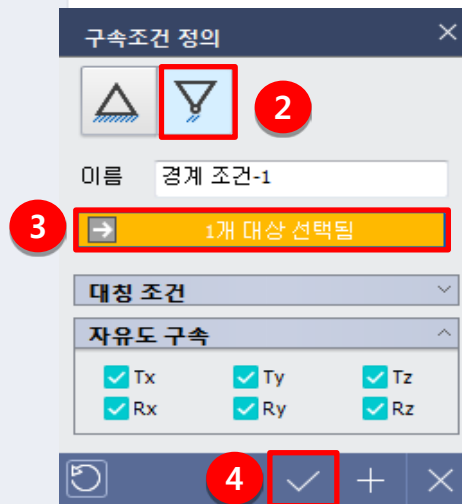 구속조건 정의
2
이름 경계 조건-1
3 1개 대상 선택됨
대칭 조건
자유도 구속
Tx Ty Tz
Rx Ry Rz
4